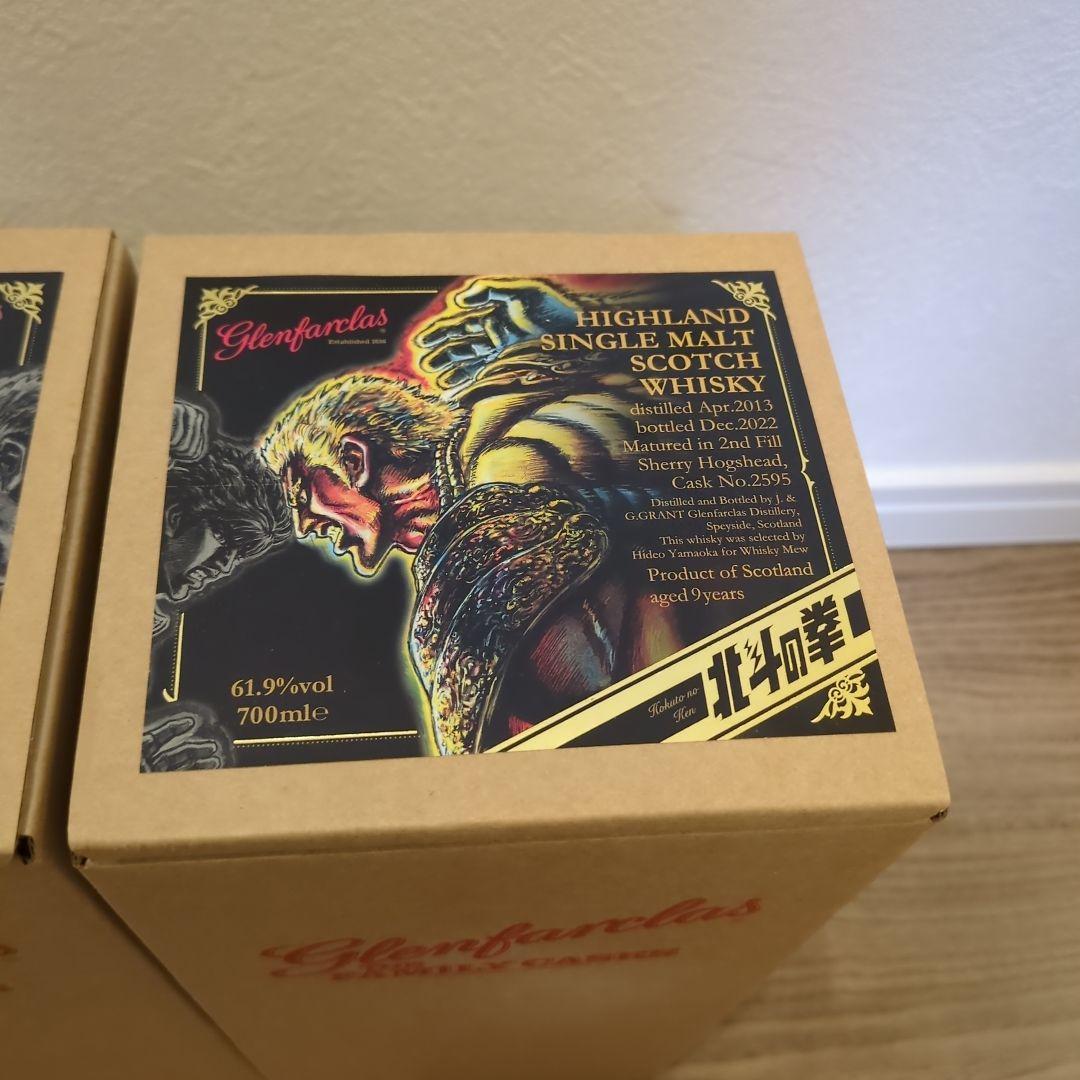 Glenfarclas
Established 1836
HIGHLAND
SINGLE MALT
SCOTCH
WHISKY
distilled Apr.2013
bottled Dec.2022
Matured in 2nd Fill
Sherry Hogshead,
Cask No.2595
Distilled and Bottled by J. &
G.GRANT Glenfarclas Distillery,
Speyside, Scotland
This whisky was selected by
Hideo Yamaoka for Whisky Mew
Product of Scotland
aged 9years
61.9%vol
700ml℮
Hokuto no
Ken
北斗の拳
Glenfarclas
FAMILY CASKS